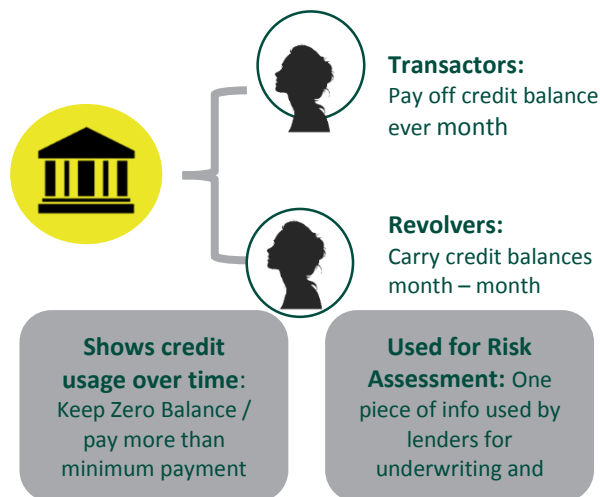 Transactors:
Pay off credit balance
ever month
Revolvers:
Carry credit balances
month – month
Shows credit
usage over time:
Keep Zero Balance /
pay more than
minimum payment
Used for Risk
Assessment: One
piece of info used by
lenders for
underwriting and